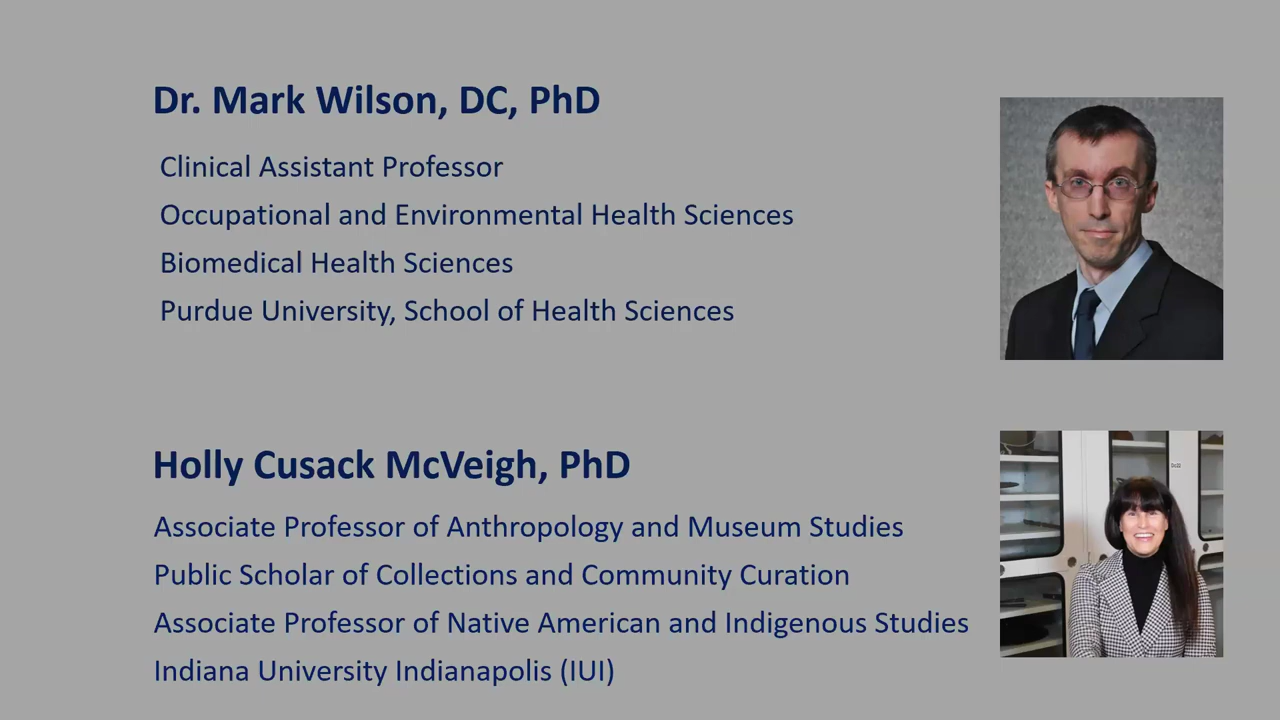 Dr. Mark Wilson, DC, PhD
Clinical Assistant Professor
Occupational and Environmental Health Sciences
Biomedical Health Sciences
Purdue University, School of Health Sciences
Holly Cusack McVeigh, PhD
Associate Professor of Anthropology and Museum Studies
Public Scholar of Collections and Community Curation
Associate Professor of Native American and Indigenous Studies
Indiana University Indianapolis (IUI)